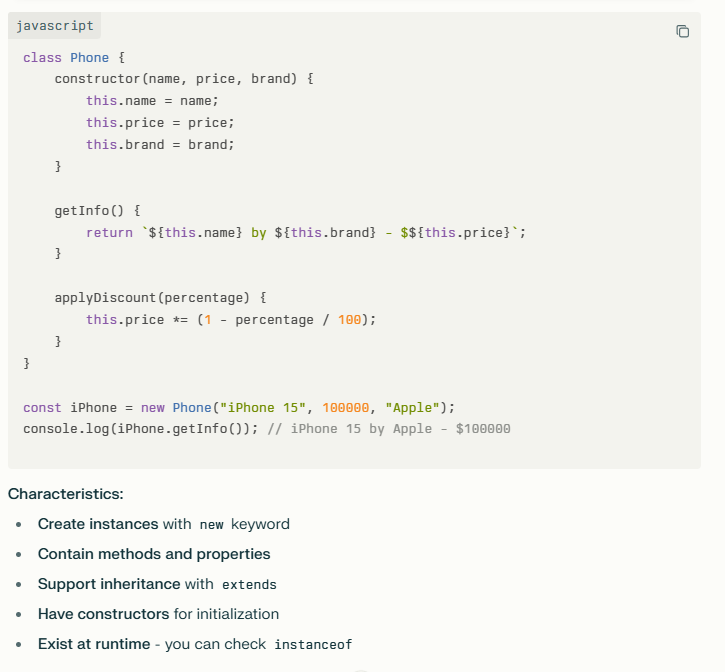 javascript
class Phone {
    constructor(name, price, brand) {
        this.name = name;
        this.price = price;
        this.brand = brand;
    }

    getInfo() {
        return `${this.name} by ${this.brand} - $${this.price}`;
    }

    applyDiscount(percentage) {
        this.price *= (1 - percentage / 100);
    }
}

const iPhone = new Phone("iPhone 15", 100000, "Apple");
console.log(iPhone.getInfo()); // iPhone 15 by Apple - $100000
Characteristics:
• Create instances with new keyword
• Contain methods and properties
• Support inheritance with extends
• Have constructors for initialization
• Exist at runtime - you can check instanceof